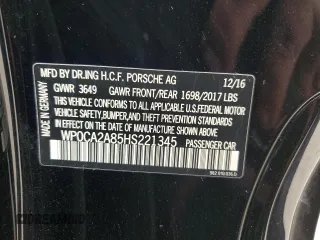 MFD BY DR.ING H.C.F. PORSCHE AG
12/16
GVWR 3649 GAWR FRONT/REAR 1698/2017 LBS
THIS VEHICLE CONFORMS TO ALL APPLICABLE U.S. FEDERAL MOTOR
VEHICLE SAFETY, BUMPER, AND THEFT PREVENTION STANDARDS
IN EFFECT ON THE DATE OF MANUFACTURE SHOWN ABOVE.
WP0CA2A85HS221345
PASSENGER CAR
MADE IN GERMANY